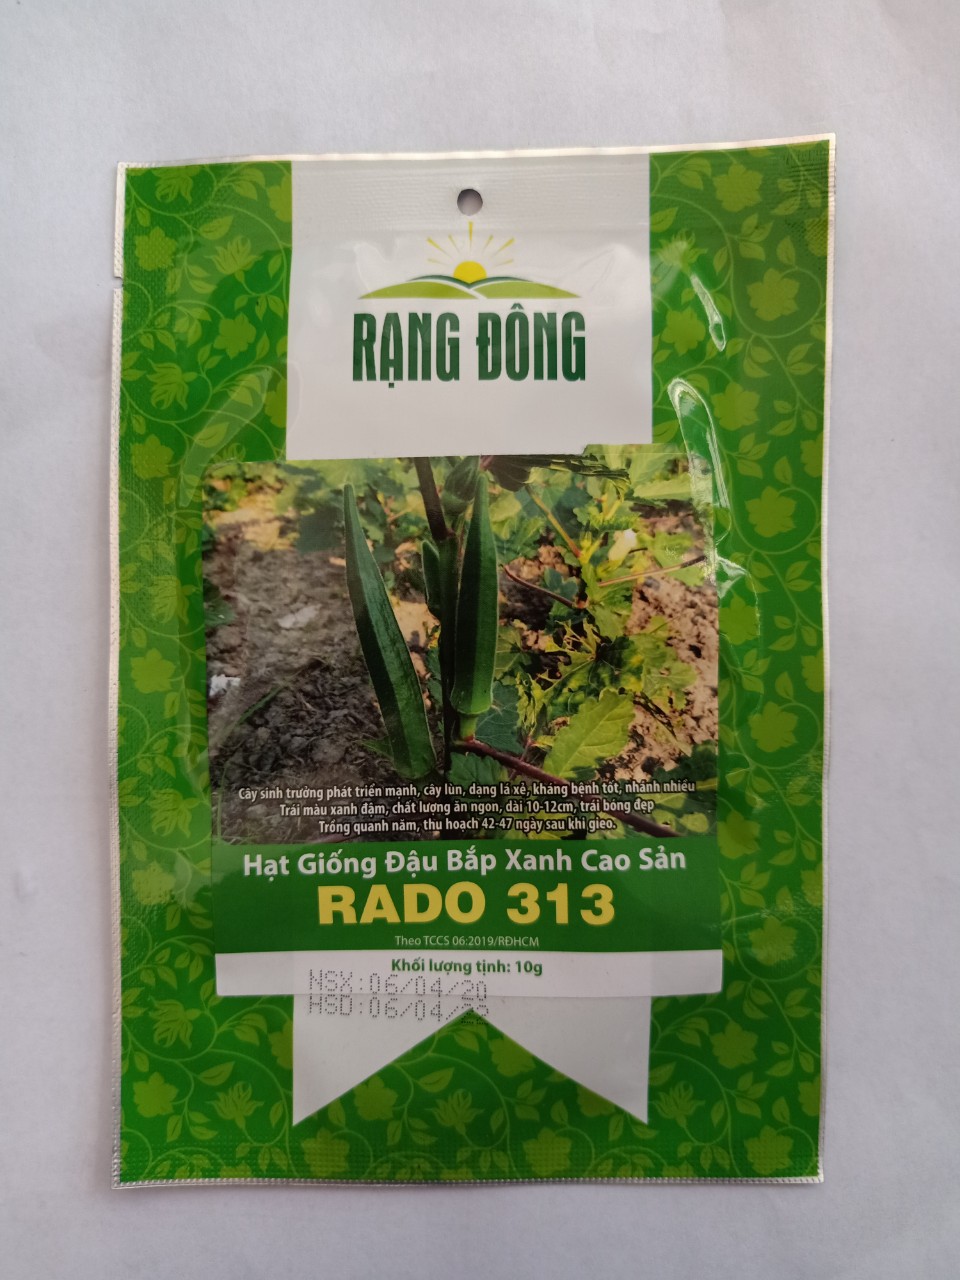 RẠNG ĐÔNG
Cây sinh trưởng phát triển mạnh, cây lùn, dạng lá xẻ, kháng bệnh tốt, nhánh nhiều
Trái màu xanh đậm, chất lượng ăn ngon, dài 10-12cm, trái bóng đẹp
Trồng quanh năm, thu hoạch 42-47 ngày sau khi gieo.
Hạt Giống Đậu Bắp Xanh Cao Sản
RADO 313
Theo TCCS 06:2019/RĐHCM
Khối lượng tịnh: 10g
NSX:06/04/20
HSD:06/04/22